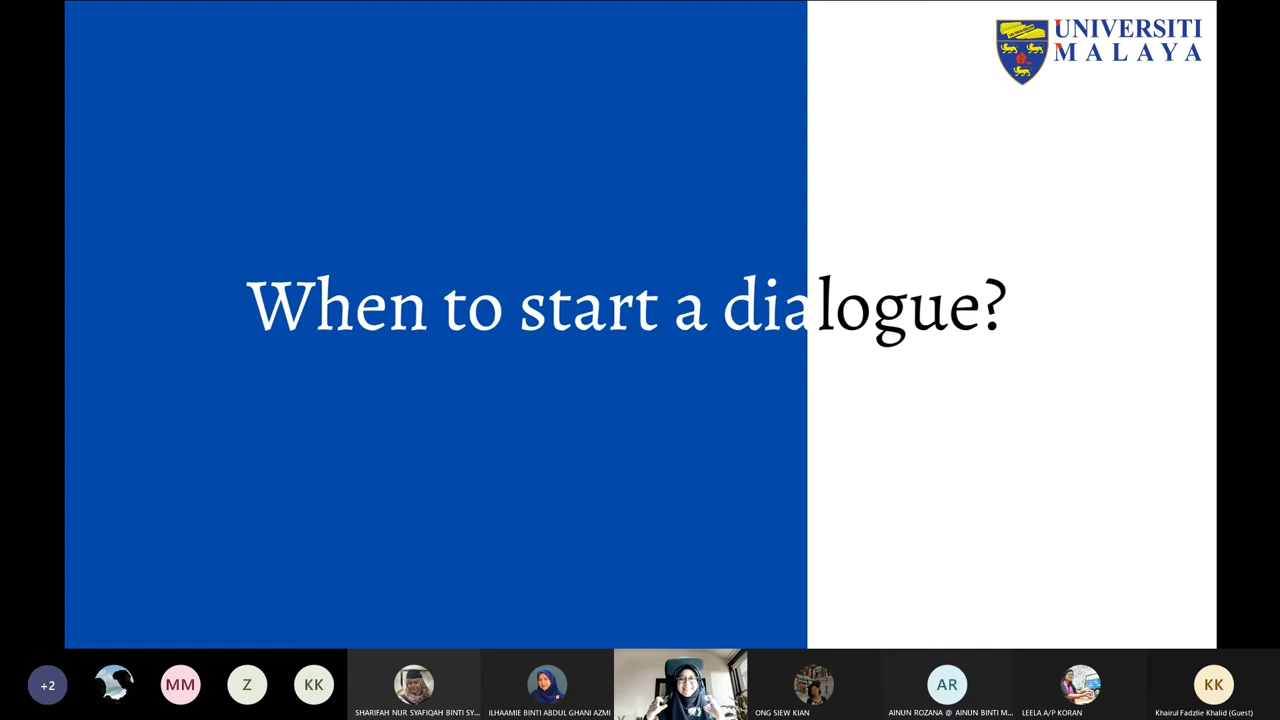 UNIVERSITI
MALAYA
When to start a dialogue?
+2
MM
Z
KK
SHARIFAH NUR SYAFIQAH BINTI SY...
ILHAAMIE BINTI ABDUL GHANI AZMI
ONG SIEW KIAN
AR
AINUN ROZANA @ AINUN BINTI M...
LEELA A/P KORAN
KK
Khairul Fadzlie Khalid (Guest)